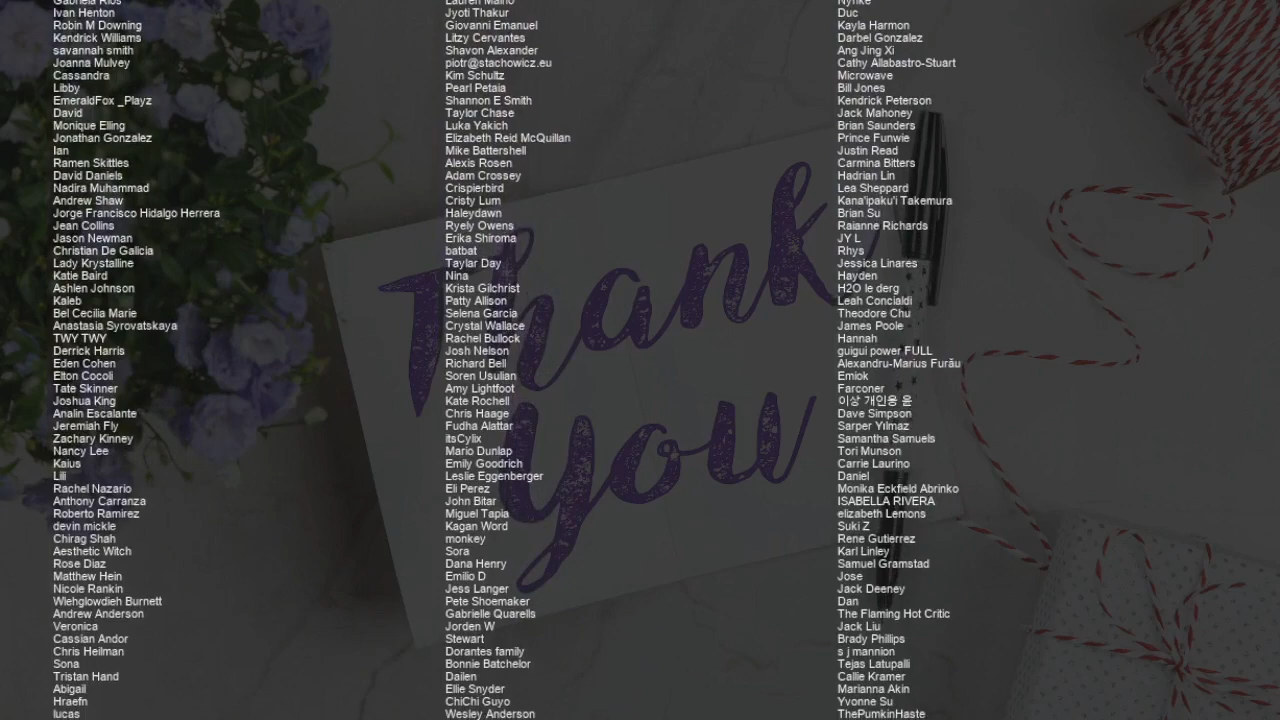 Gabriela Rios
Ivan Henton
Robin M Downing
Kendrick Williams
savannah smith
Joanna Mulvey
Cassandra
Libby
EmeraldFox _Playz
David
Monique Eling
Jonathan Gonzalez
Ian
Ramen Skittles
David Daniels
Nadira Muhammad
Andrew Shaw
Jorge Francisco Hidalgo Herrera
Jean Collins
Jason Newman
Christian De Galicia
Lady Krystalline
Katie Baird
Ashlen Johnson
Kaleb
Bel Cecilia Marie
Anastasia Syrovatskaya
TWY TWY
Derrick Harris
Eden Cohen
Elton Cocoli
Tate Skinner
Joshua King
Analin Escalante
Jeremiah Fly
Zachary Kinney
Nancy Lee
Kaius
Lili
Rachel Nazario
Anthony Carranza
Roberto Ramirez
devin mickle
Chirag Shah
Aesthetic Witch
Rose Diaz
Matthew Hein
Nicole Rankin
Wlehglowdieh Burnett
Andrew Anderson
Veronica
Cassian Andor
Chris Heilman
Sona
Tristan Hand
Abigail
Hraefn
lucas
Lauren Maino
Jyoti Thakur
Giovanni Emanuel
Litzy Cervantes
Shavon Alexander
piotr@stachowicz.eu
Kim Schultz
Pearl Petaia
Shannon E Smith
Taylor Chase
Luka Yakich
Elizabeth Reid McQuillan
Mike Battershell
Alexis Rosen
Adam Crossey
Crispierbird
Cristy Lum
Haleydawn
Ryely Owens
Erika Shiroma
batbat
Taylar Day
Nina
Krista Gilchrist
Patty Allison
Selena Garcia
Crystal Wallace
Rachel Bullock
Josh Nelson
Richard Bell
Soren Usulian
Amy Lightfoot
Kate Rochell
Chris Haage
Fudha Alattar
itsCylix
Mario Dunlap
Emily Goodrich
Leslie Eggenberger
Eli Perez
John Bitar
Miguel Tapia
Kagan Word
monkey
Sora
Dana Henry
Emilio D
Jess Langer
Pete Shoemaker
Gabrielle Quarells
Jorden W
Stewart
Dorantes family
Bonnie Batchelor
Dailen
Ellie Snyder
ChiChi Guyo
Wesley Anderson
Nynke
Duc
Kayla Harmon
Darbel Gonzalez
Ang Jing Xi
Cathy Allabastro-Stuart
Microwave
Bill Jones
Kendrick Peterson
Jack Mahoney
Brian Saunders
Prince Funwie
Justin Read
Carmina Bitters
Hadrian Lin
Lea Sheppard
Kana'ipaku'i Takemura
Brian Su
Raianne Richards
JY L
Rhys
Jessica Linares
Hayden
H2O le derg
Leah Concialdi
Theodore Chu
James Poole
Hannah
guigui power FULL
Alexandru-Marius Furău
Emiok
Farconer
이상 개인용 윤
Dave Simpson
Sarper Yılmaz
Samantha Samuels
Tori Munson
Carrie Laurino
Daniel
Monika Eckfield Abrinko
ISABELLA RIVERA
elizabeth Lemons
Suki Z
Rene Gutierrez
Karl Linley
Samuel Gramstad
Jose
Jack Deeney
Dan
The Flaming Hot Critic
Jack Liu
Brady Phillips
s j mannion
Tejas Latupalli
Callie Kramer
Marianna Akin
Yvonne Su
ThePumkinHaste
Thank
you